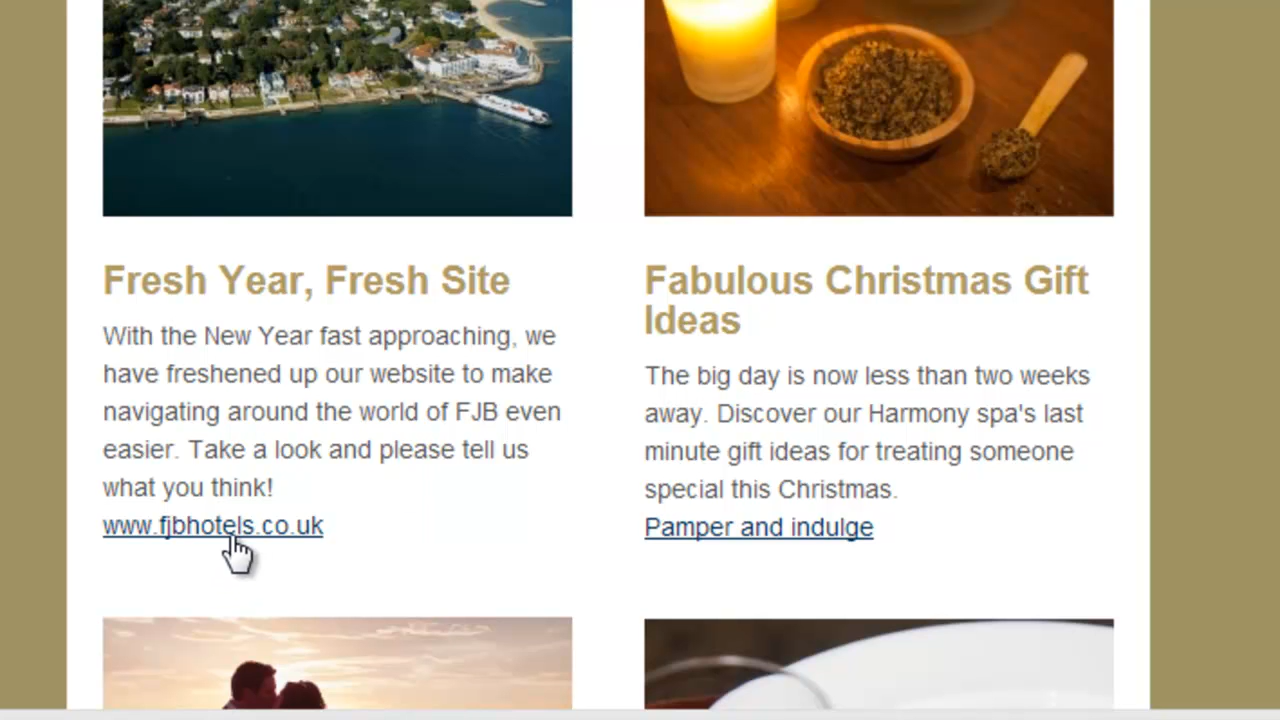 Fresh Year, Fresh Site
With the New Year fast approaching, we
have freshened up our website to make
navigating around the world of FJB even
easier. Take a look and please tell us
what you think!
www.fjbhotels.co.uk
Fabulous Christmas Gift
Ideas
The big day is now less than two weeks
away. Discover our Harmony spa's last
minute gift ideas for treating someone
special this Christmas.
Pamper and indulge